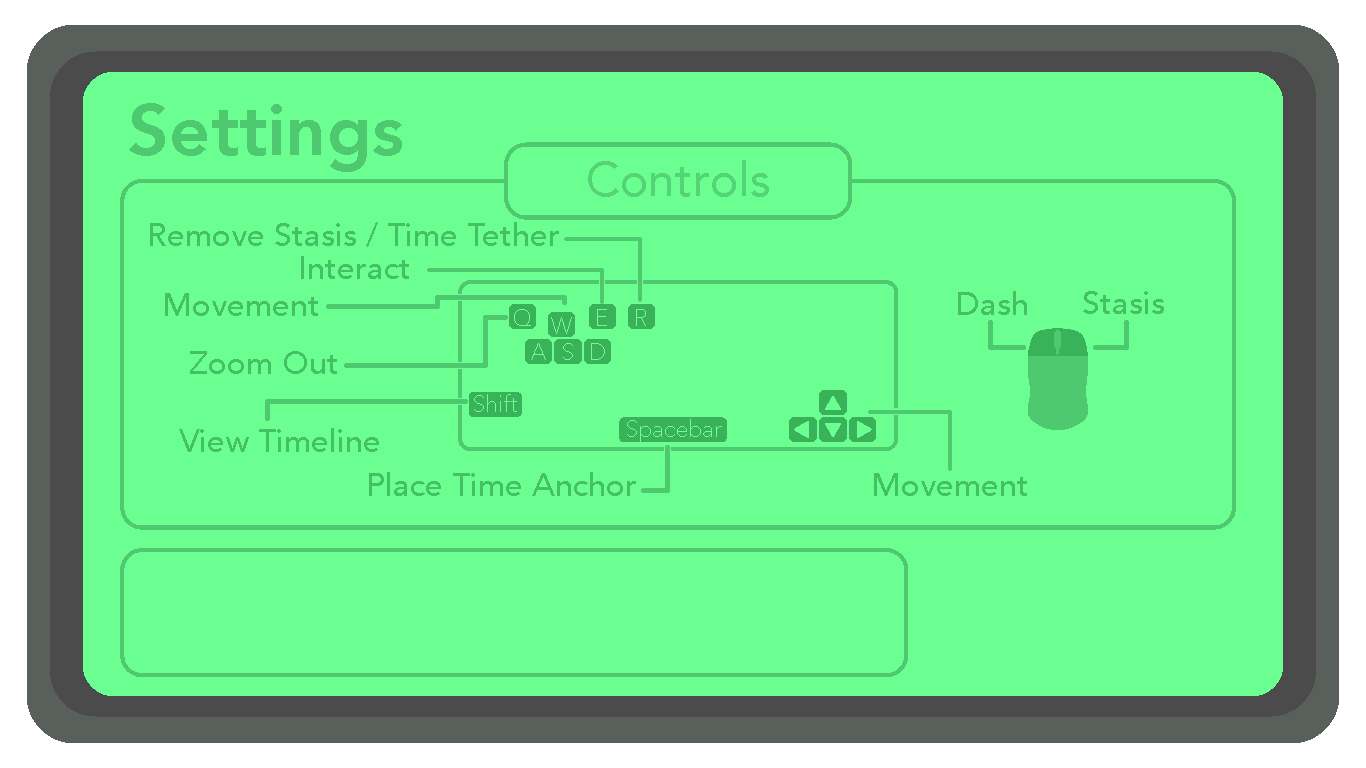 Settings
Controls
Remove Stasis / Time Tether
Interact
Movement
Dash Stasis
Q W E R
Zoom Out
A S D
Shift
Spacebar
View Timeline
Place Time Anchor
Movement